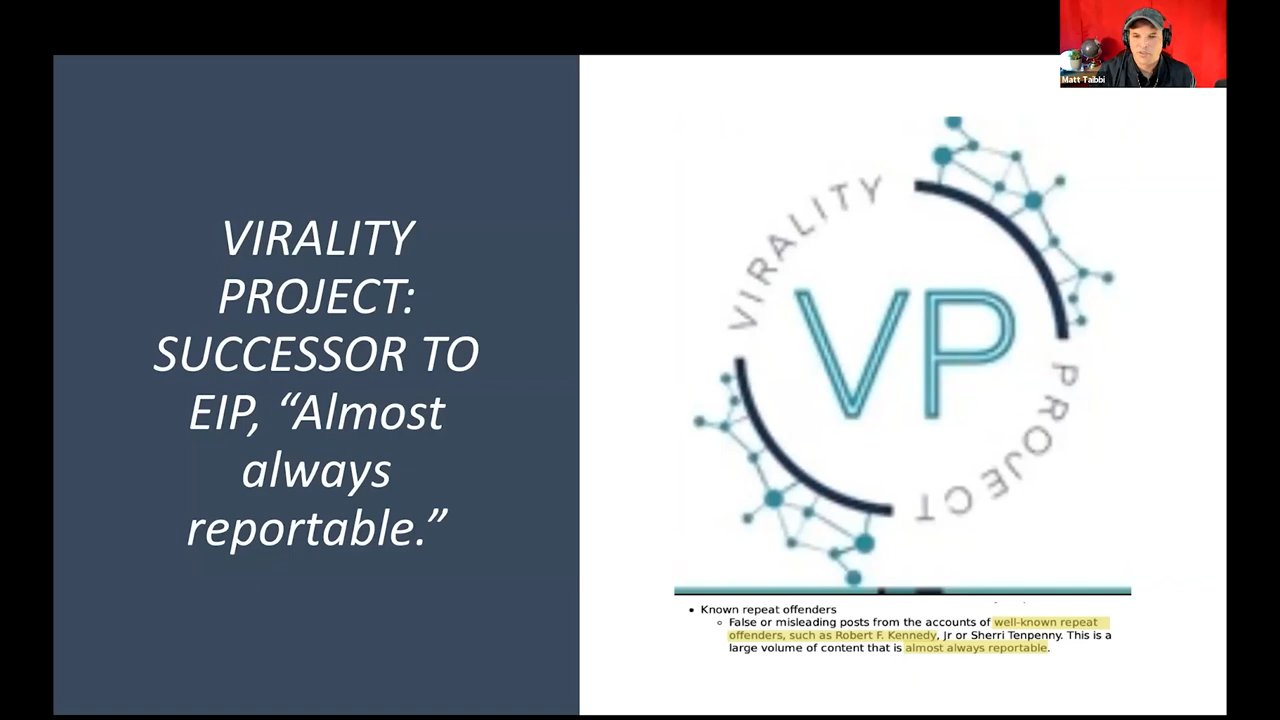 Matt Taibbi
VIRALITY
PROJECT:
SUCCESSOR TO
EIP, “Almost
always
reportable.”
VIRALITY
PROJECT
VP
• Known repeat offenders
○ False or misleading posts from the accounts of well-known repeat
offenders, such as Robert F. Kennedy, Jr or Sherri Tenpenny. This is a
large volume of content that is almost always reportable.